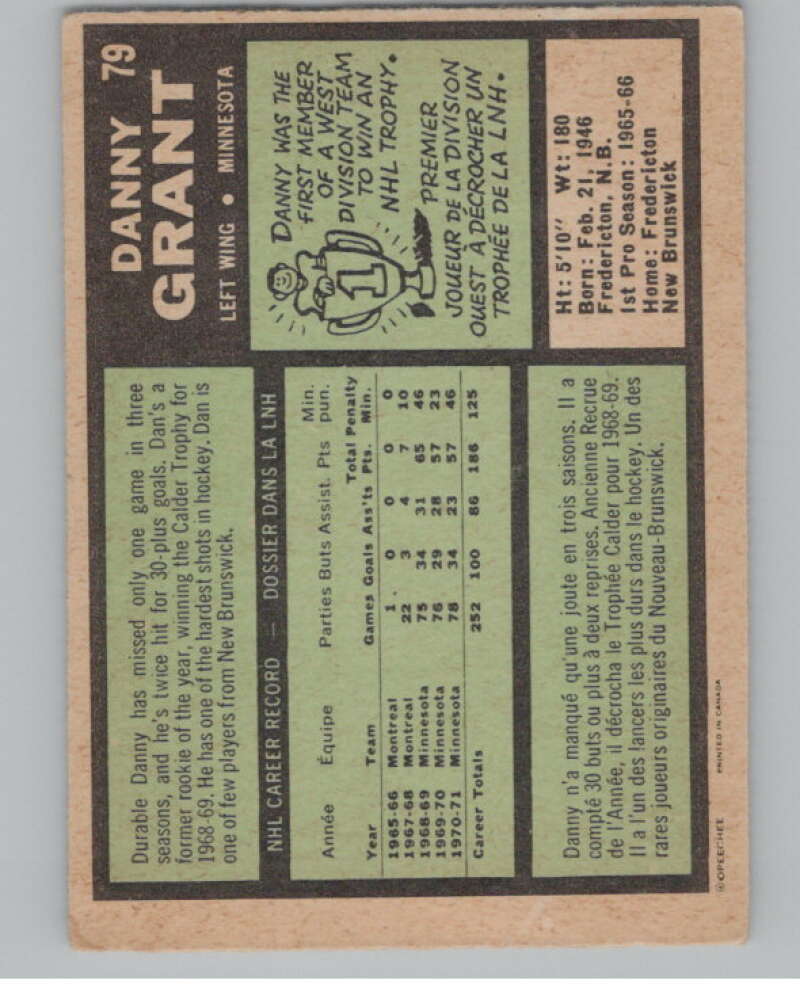 DANNY 79
GRANT
LEFT WING • MINNESOTA
Durable Danny has missed only one game in three
seasons, and he's twice hit for 30-plus goals. Dan's a
former rookie of the year, winning the Calder Trophy for
1968-69. He has one of the hardest shots in hockey. Dan is
one of few players from New Brunswick.
DANNY WAS THE
FIRST MEMBER
OF A WEST
DIVISION TEAM
TO WIN AN
NHL TROPHY.
1
PREMIER
JOUEUR DE LA DIVISION
OUEST À DÉCROCHER UN
TROPHÉE DE LA LNH.
NHL CAREER RECORD — DOSSIER DANS LA LNH
Année Équipe Parties Buts Assist. Pts Min. pun.
Year Team Games Goals Ass'ts Total Pts. Penalty Min.
1965-66 Montreal 1 0 0 0 0
1967-68 Montreal 22 3 4 7 10
1968-69 Minnesota 75 34 31 65 46
1969-70 Minnesota 76 29 28 57 23
1970-71 Minnesota 78 34 23 57 46
Career Totals 252 100 86 186 125
Ht: 5'10" Wt: 180
Born: Feb. 21, 1946
Fredericton, N.B.
1st Pro Season: 1965-66
Home: Fredericton
New Brunswick
Danny n'a manqué qu'une joute en trois saisons. Il a
compté 30 buts ou plus à deux reprises. Ancienne Recrue
de l'Année, il décrocha le Trophée Calder pour 1968-69.
Il a l'un des lancers les plus durs dans le hockey. Un des
rares joueurs originaires du Nouveau-Brunswick.
©OPEECHEE PRINTED IN CANADA